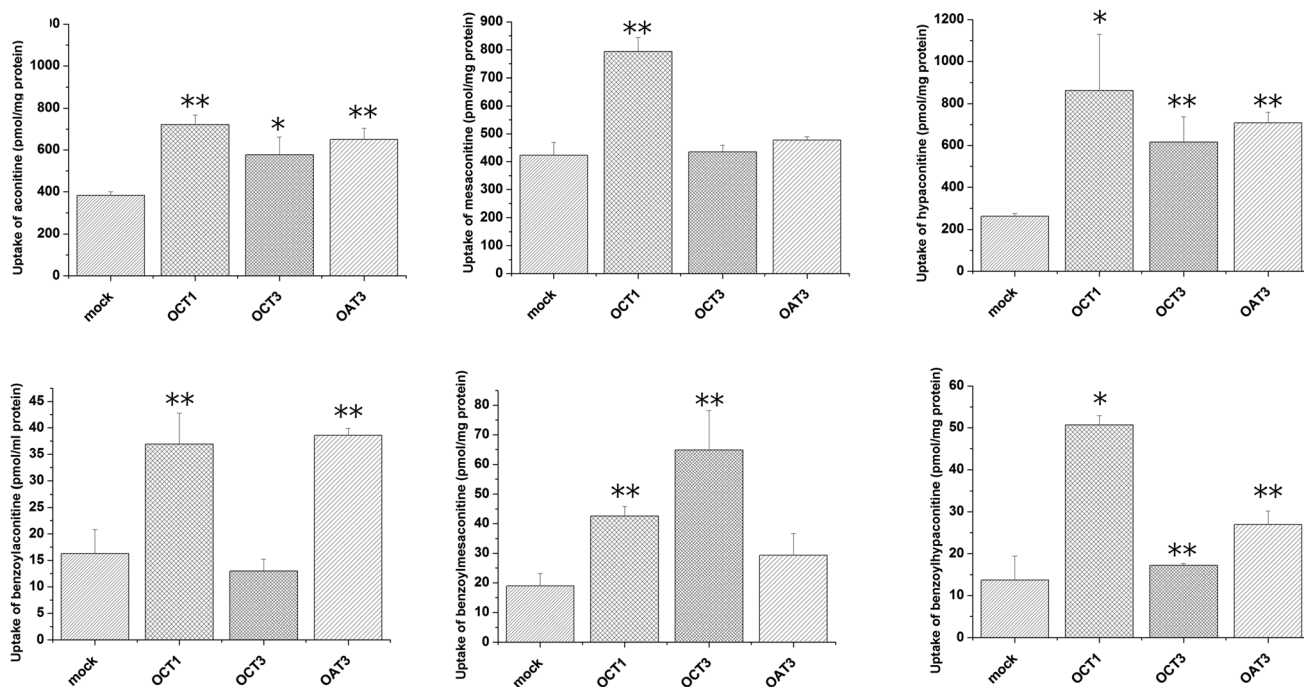 Uptake of aconitine (pmol/mg protein)
00
1000
800
600
400
200
0
**
*
**
mock
OCT1
OCT3
OAT3
Uptake of mesaconitine (pmol/mg protein)
900
800
700
600
500
400
300
200
100
0
**
mock
OCT1
OCT3
OAT3
Uptake of hypaconitine (pmol/mg protein)
1200
1000
800
600
400
200
0
*
**
**
mock
OCT1
OCT3
OAT3
Uptake of benzoylaconitine (pmol/ml protein)
45
40
35
30
25
20
15
10
5
0
**
**
mock
OCT1
OCT3
OAT3
Uptake of benzoylmesaconitine (pmol/mg protein)
80
70
60
50
40
30
20
10
0
**
**
mock
OCT1
OCT3
OAT3
Uptake of benzoylhypaconitine (pmol/mg protein)
60
50
40
30
20
10
0
*
**
**
mock
OCT1
OCT3
OAT3